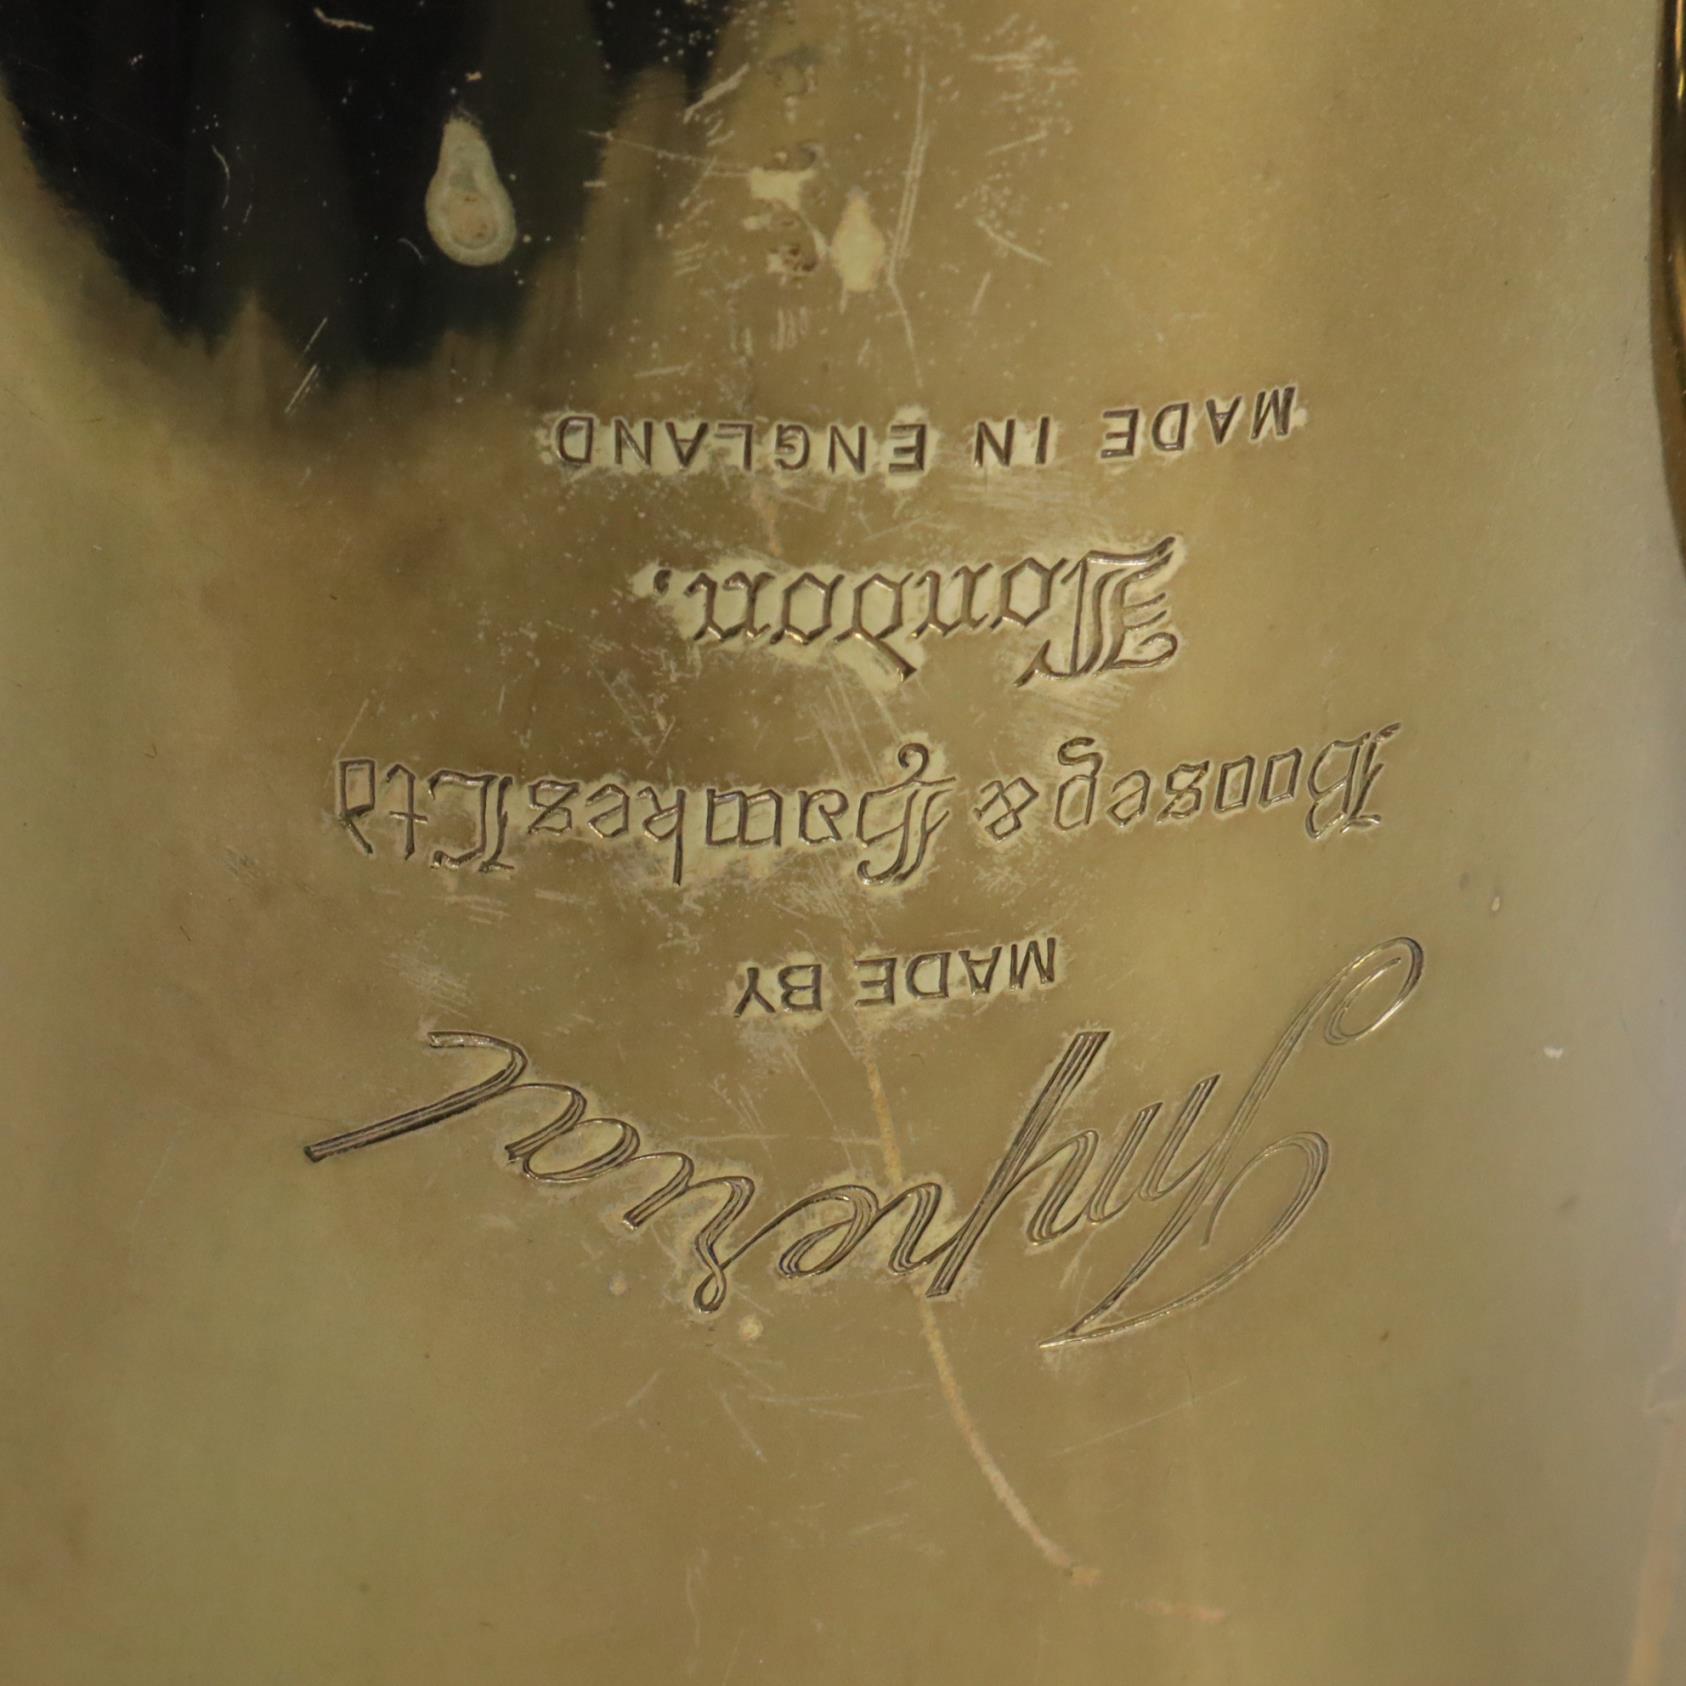 Imperial
MADE BY
Boosey & Hawkes Ltd
London.
MADE IN ENGLAND